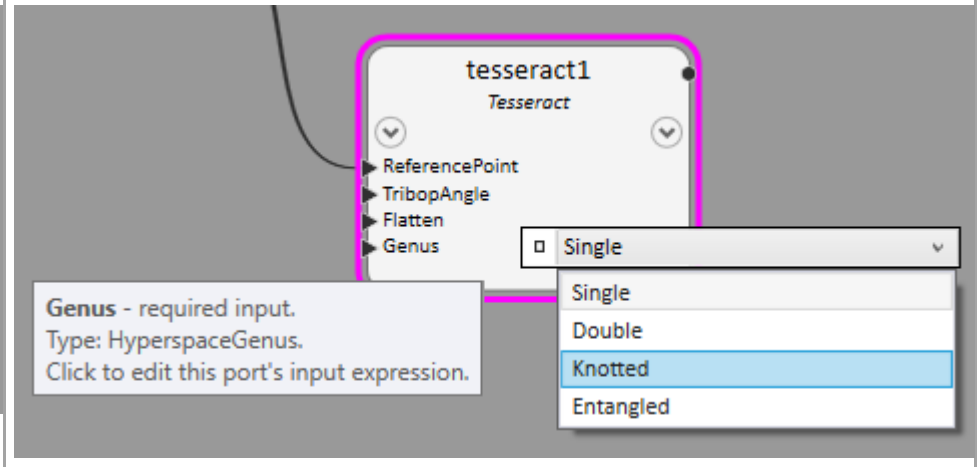 tesseract1
Tesseract
ReferencePoint
TribopAngle
Flatten
Genus
Single
Single
Double
Knotted
Entangled
Genus - required input.
Type: HyperspaceGenus.
Click to edit this port's input expression.